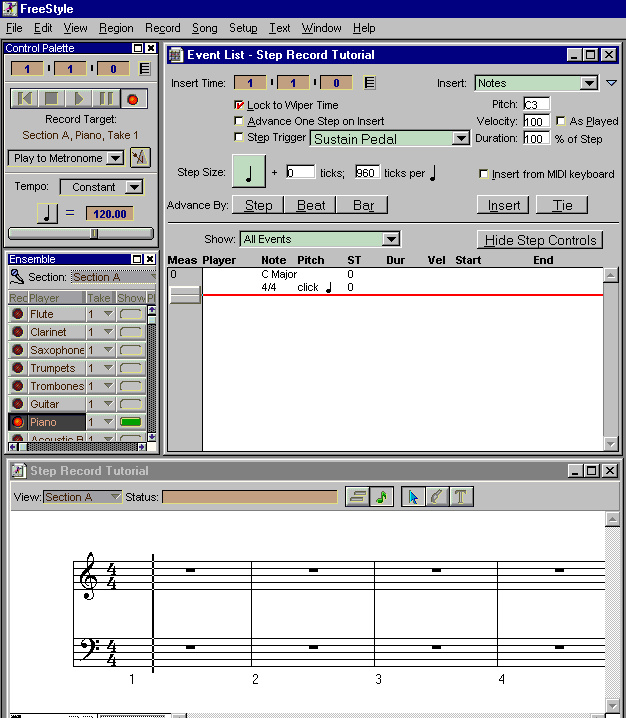 FreeStyle
File Edit View Region Record Song Setup Text Window Help
Control Palette
1 1 0
Record Target:
Section A, Piano, Take 1
Play to Metronome
Tempo: Constant
= 120.00
Ensemble
Section: Section A
Rec Player Take Show Pl
Flute 1
Clarinet 1
Saxophone 1
Trumpets 1
Trombones 1
Guitar 1
Piano 1
Acoustic B 1
Event List - Step Record Tutorial
Insert Time: 1 1 0 Insert: Notes
Lock to Wiper Time Pitch: C3
Advance One Step on Insert Velocity: 100 As Played
Step Trigger Sustain Pedal Duration: 100 % of Step
Step Size: + 0 ticks; 960 ticks per Insert from MIDI keyboard
Advance By: Step Beat Bar Insert Tie
Show: All Events Hide Step Controls
Meas Player Note Pitch ST Dur Vel Start End
0 C Major 0
4/4 click 0
Step Record Tutorial
View: Section A Status: T
4 4
4 4
1 2 3 4